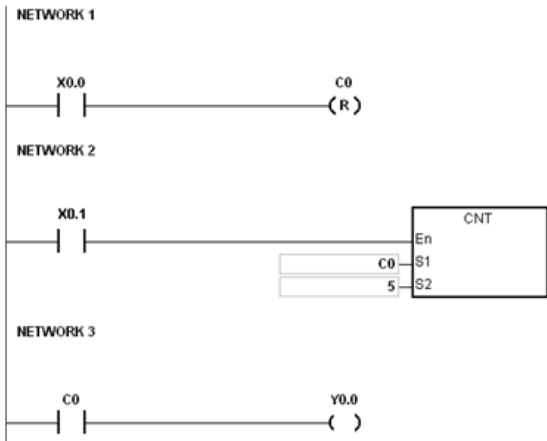 NETWORK 1
X0.0 C0
R
NETWORK 2
X0.1
CNT
En
C0 S1
5 S2
NETWORK 3
C0 Y0.0